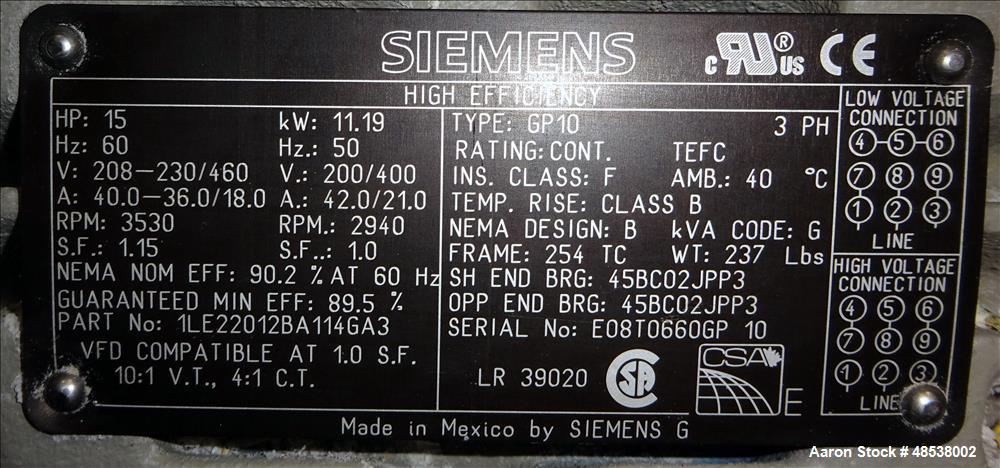 SIEMENS
c RU ® US CE
HIGH EFFICIENCY
HP: 15 kW: 11.19
Hz: 60 Hz.: 50
V: 208-230/460 V.: 200/400
A: 40.0-36.0/18.0 A.: 42.0/21.0
RPM: 3530 RPM.: 2940
S.F.: 1.15 S.F..: 1.0
NEMA NOM EFF: 90.2 % AT 60 Hz
GUARANTEED MIN EFF: 89.5 %
PART No: 1LE22012BA114GA3
VFD COMPATIBLE AT 1.0 S.F.
10:1 V.T., 4:1 C.T.
TYPE: GP10 3 PH
RATING: CONT. TEFC
INS. CLASS: F AMB.: 40 °C
TEMP. RISE: CLASS B
NEMA DESIGN: B kVA CODE: G
FRAME: 254 TC WT: 237 Lbs
SH END BRG: 45BC02JPP3
OPP END BRG: 45BC02JPP3
SERIAL No: E08T0660GP 10
LR 39020 SA CSA E
LOW VOLTAGE
CONNECTION
4-5-6
7 8 9
1 2 3
LINE
HIGH VOLTAGE
CONNECTION
4 5 6
7 8 9
1 2 3
LINE
Made in Mexico by SIEMENS G
Aaron Stock # 48538002